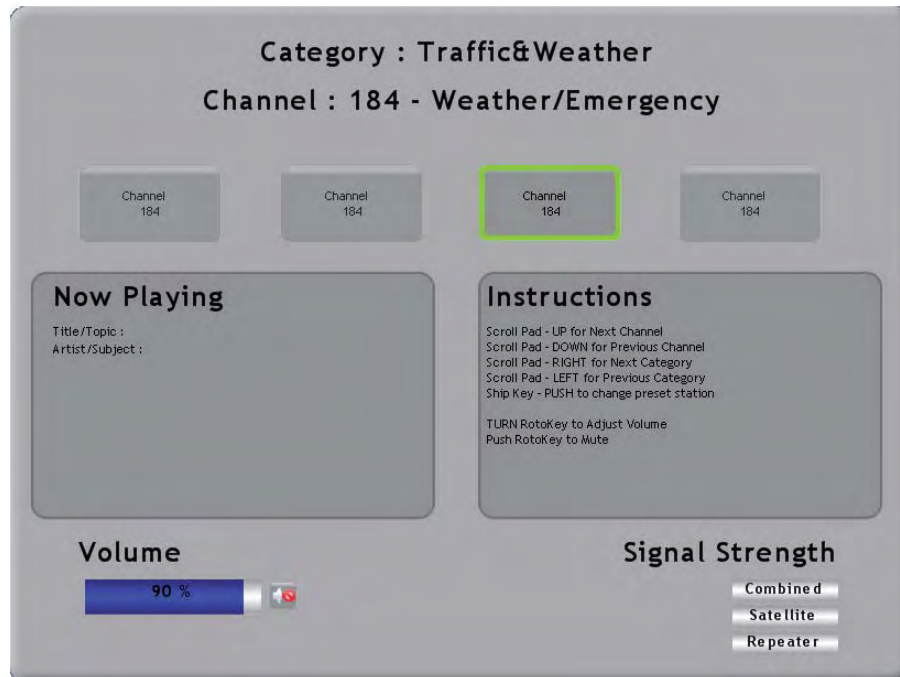 Category : Traffic&Weather
Channel : 184 - Weather/Emergency
Channel
184
Channel
184
Channel
184
Channel
184
Now Playing
Title/Topic :
Artist/Subject :
Instructions
Scroll Pad - UP for Next Channel
Scroll Pad - DOWN for Previous Channel
Scroll Pad - RIGHT for Next Category
Scroll Pad - LEFT for Previous Category
Ship Key - PUSH to change preset station
TURN RotoKey to Adjust Volume
Push RotoKey to Mute
Volume
90 %
Signal Strength
Combined
Satellite
Repeater